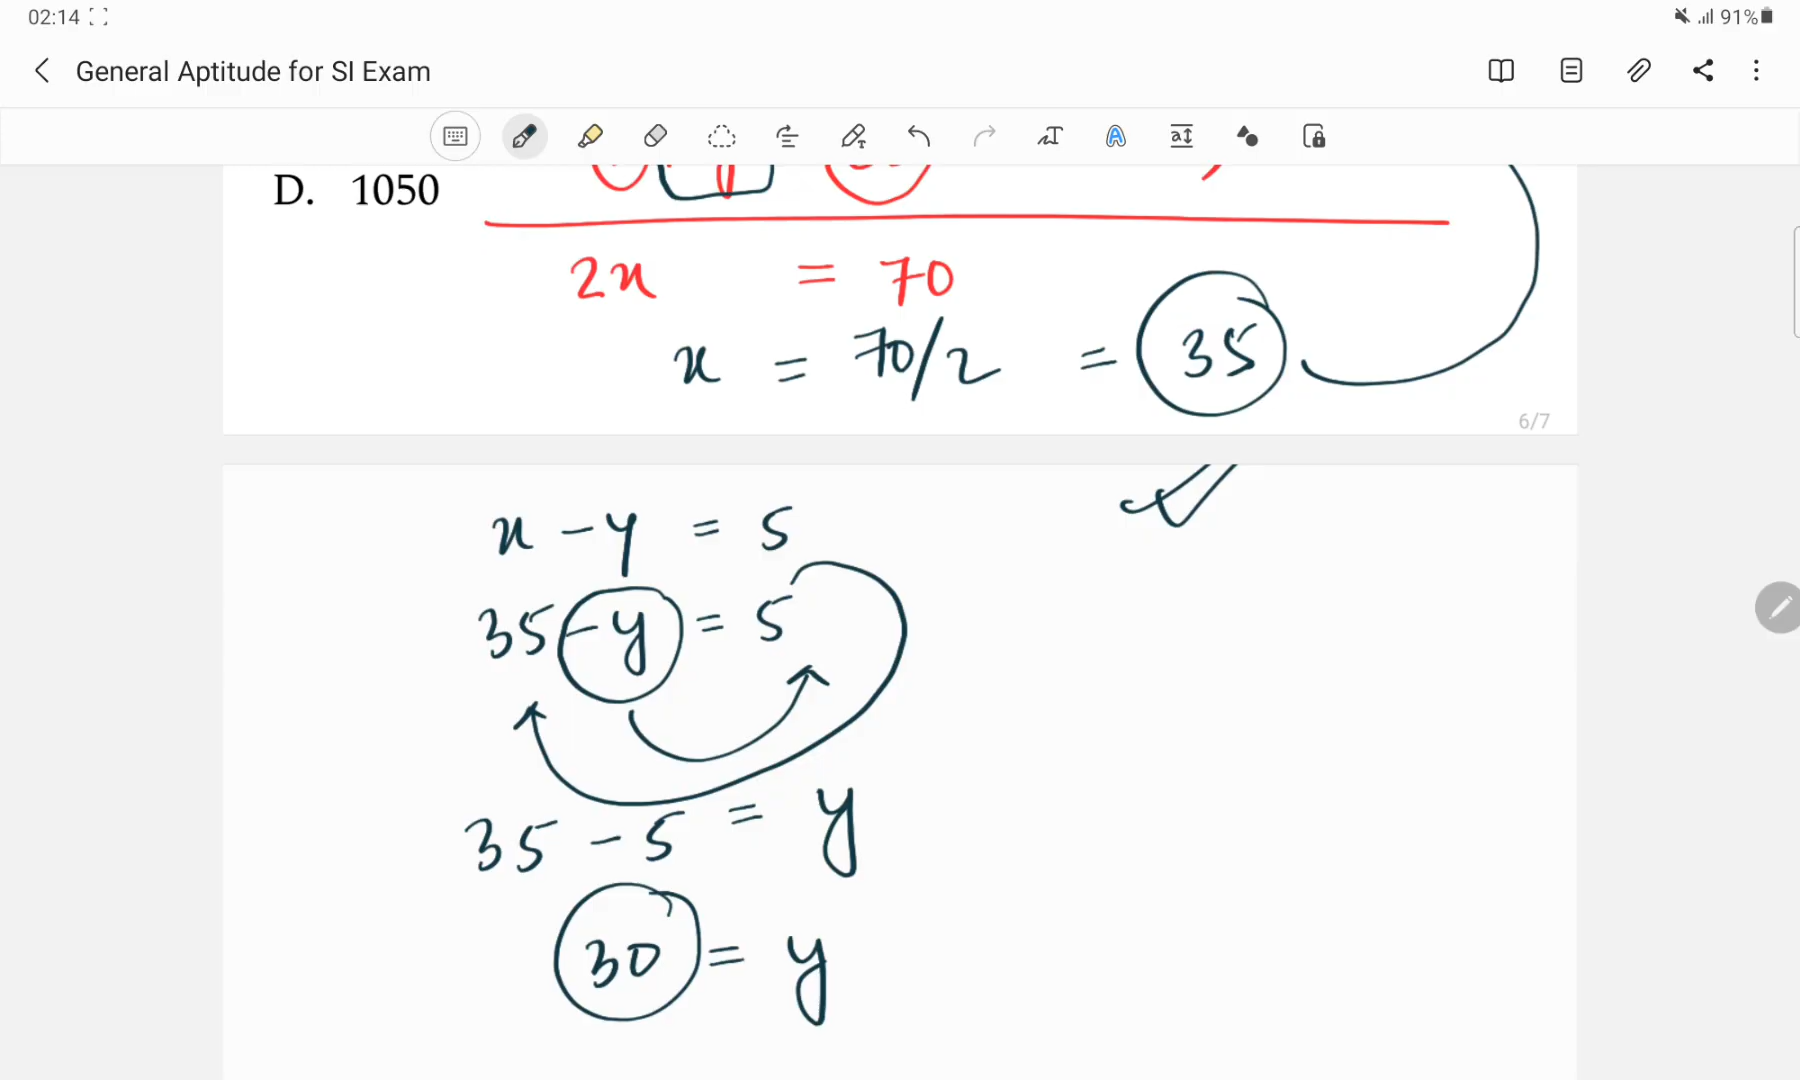 02:14
91%
General Aptitude for SI Exam
D. 1050
2x = 70
x = 70/2 = 35
6/7
x - y = 5
35 - y = 5
35 - 5 = y
30 = y